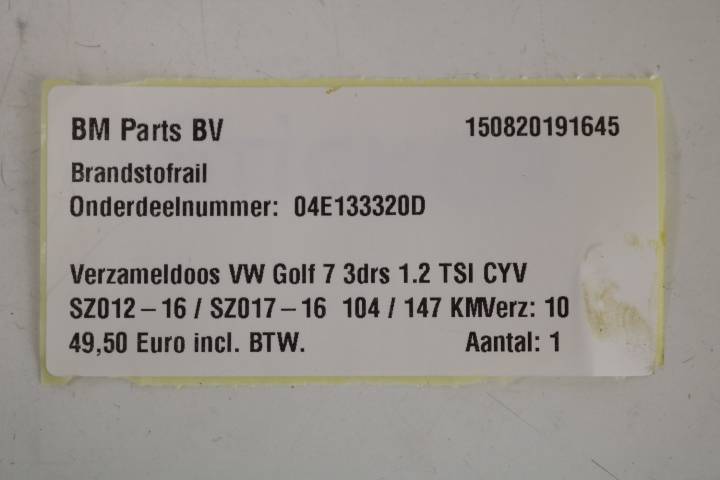 BM Parts BV 150820191645
Brandstofrail
Onderdeelnummer: 04E133320D
Verzameldoos VW Golf 7 3drs 1.2 TSI CYV
SZ012 – 16 / SZ017 – 16 104 / 147 KMVerz: 10
49,50 Euro incl. BTW. Aantal: 1